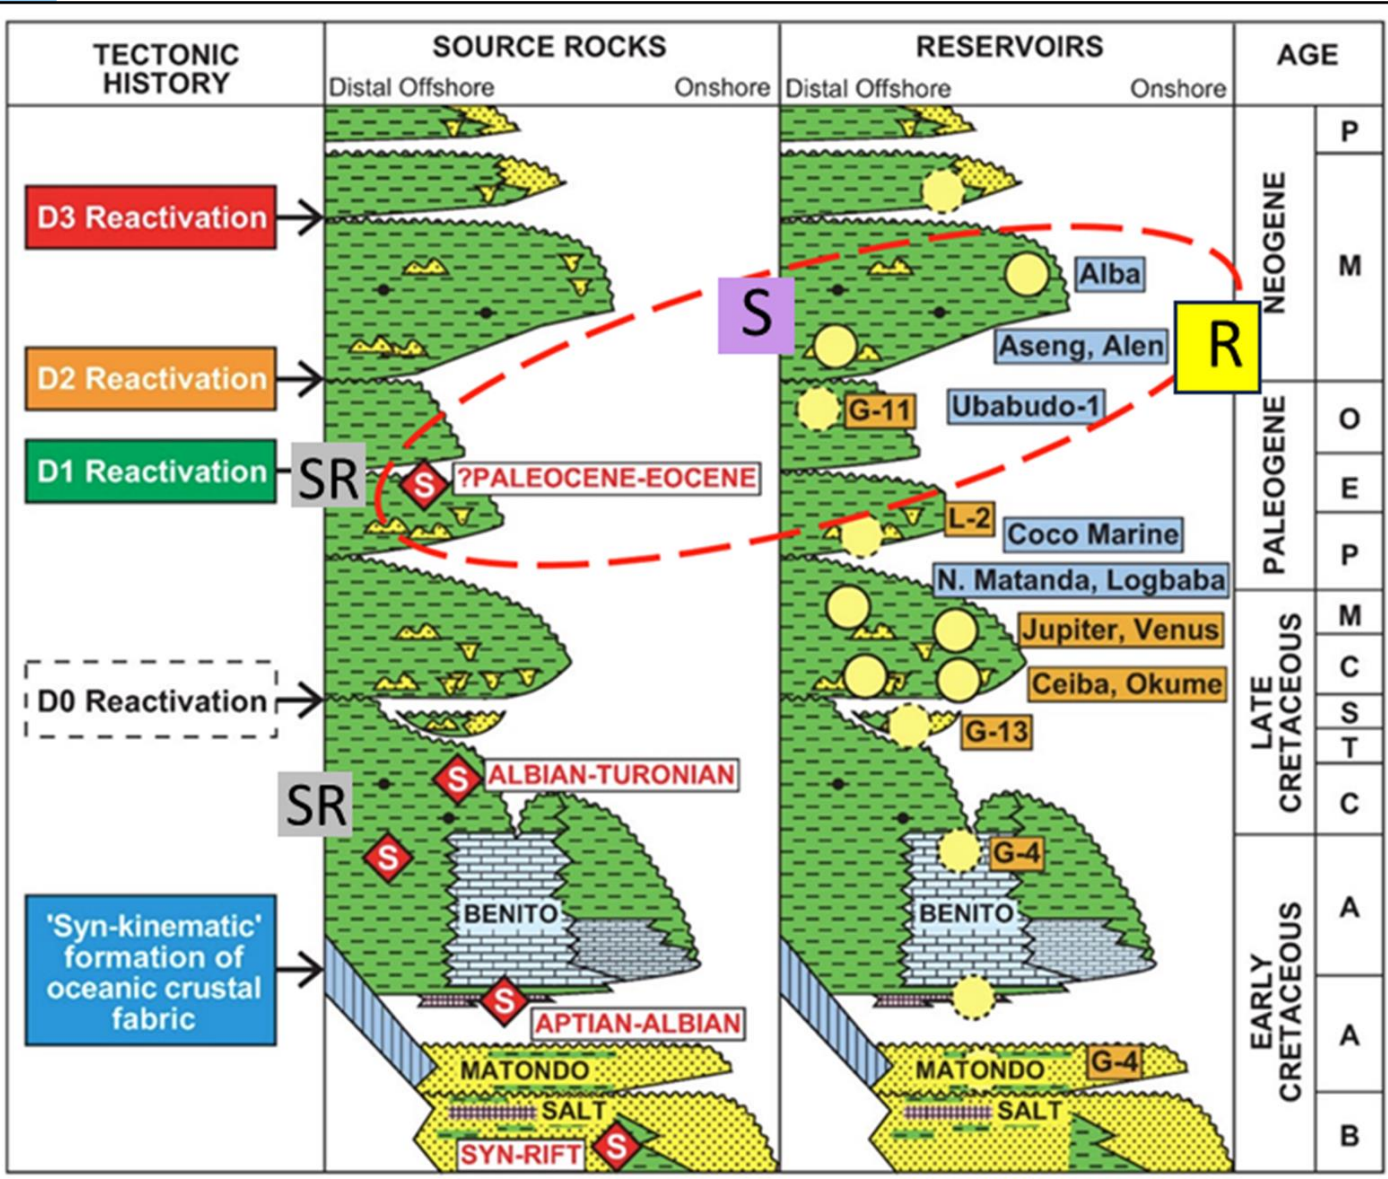 TECTONIC
HISTORY
SOURCE ROCKS
Distal Offshore
Onshore
RESERVOIRS
Distal Offshore
Onshore
AGE
D3 Reactivation
D2 Reactivation
D1 Reactivation
SR
D0 Reactivation
SR
'Syn-kinematic'
formation of
oceanic crustal
fabric
S
?PALEOCENE-EOCENE
S
ALBIAN-TURONIAN
S
BENITO
S
APTIAN-ALBIAN
MATONDO
SALT
SYN-RIFT
S
S
Alba
R
Aseng, Alen
G-11
Ubabudo-1
L-2
Coco Marine
N. Matanda, Logbaba
Jupiter, Venus
Ceiba, Okume
G-13
G-4
BENITO
MATONDO
G-4
SALT
NEOGENE
PALEOGENE
LATE
CRETACEOUS
EARLY
CRETACEOUS
P
M
O
E
P
M
C
S
T
C
A
A
B